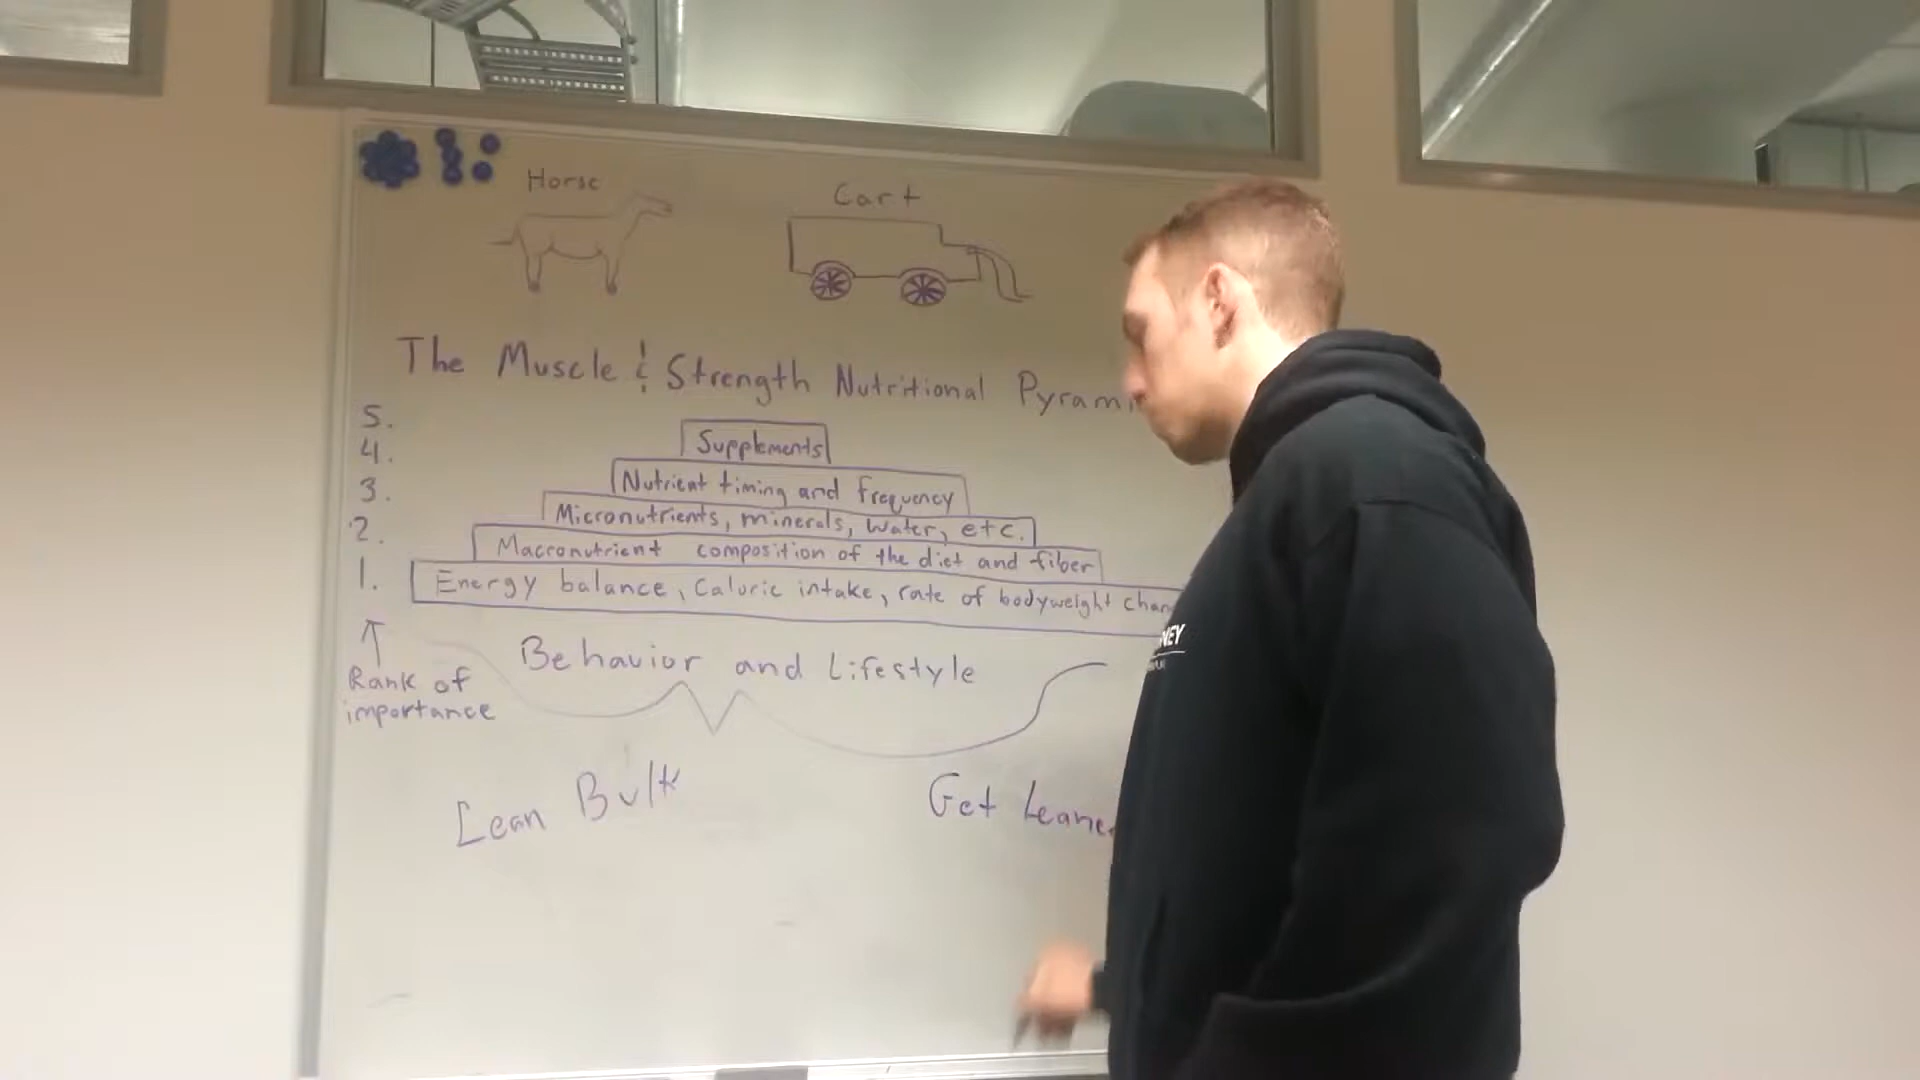 Horse
Cart
The Muscle & Strength Nutritional Pyrami
5.
Supplements
4.
Nutrient timing and frequency
3.
Micronutrients, minerals, water, etc.
2.
Macronutrient composition of the diet and fiber
1.
Energy balance, Caloric intake, rate of bodyweight chan
Behavior and Lifestyle
Rank of
importance
Lean Bulk
Get Leane
NEY